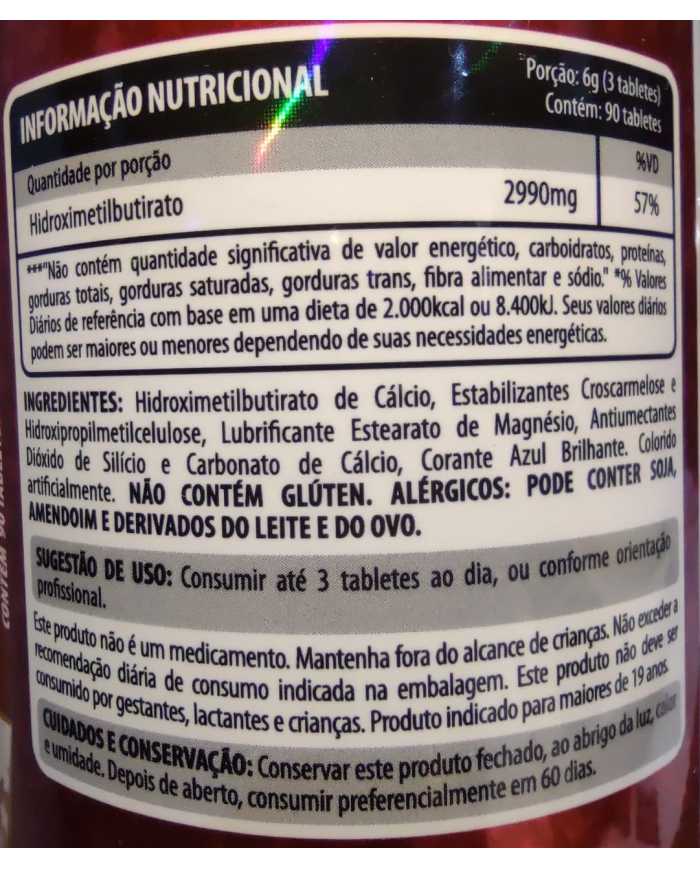 INFORMAÇÃO NUTRICIONAL
Porção: 6g (3 tabletes)
Contém: 90 tabletes
Quantidade por porção
%VD
Hidroximetilbutirato 2990mg 57%
***"Não contém quantidade significativa de valor energético, carboidratos, proteínas,
gorduras totais, gorduras saturadas, gorduras trans, fibra alimentar e sódio." *% Valores
Diários de referência com base em uma dieta de 2.000kcal ou 8.400kJ. Seus valores diários
podem ser maiores ou menores dependendo de suas necessidades energéticas.
INGREDIENTES: Hidroximetilbutirato de Cálcio, Estabilizantes Croscarmelose e
Hidroxipropilmetilcelulose, Lubrificante Estearato de Magnésio, Antiumectantes
Dióxido de Silício e Carbonato de Cálcio, Corante Azul Brilhante. Colorido
artificialmente. NÃO CONTÉM GLÚTEN. ALÉRGICOS: PODE CONTER SOJA,
AMENDOIM E DERIVADOS DO LEITE E DO OVO.
SUGESTÃO DE USO: Consumir até 3 tabletes ao dia, ou conforme orientação
profissional.
Este produto não é um medicamento. Mantenha fora do alcance de crianças. Não exceder a
recomendação diária de consumo indicada na embalagem. Este produto não deve ser
consumido por gestantes, lactantes e crianças. Produto indicado para maiores de 19 anos.
CUIDADOS E CONSERVAÇÃO: Conservar este produto fechado, ao abrigo da luz, calor
e umidade. Depois de aberto, consumir preferencialmente em 60 dias.
CONTÉM 90 TABLETE